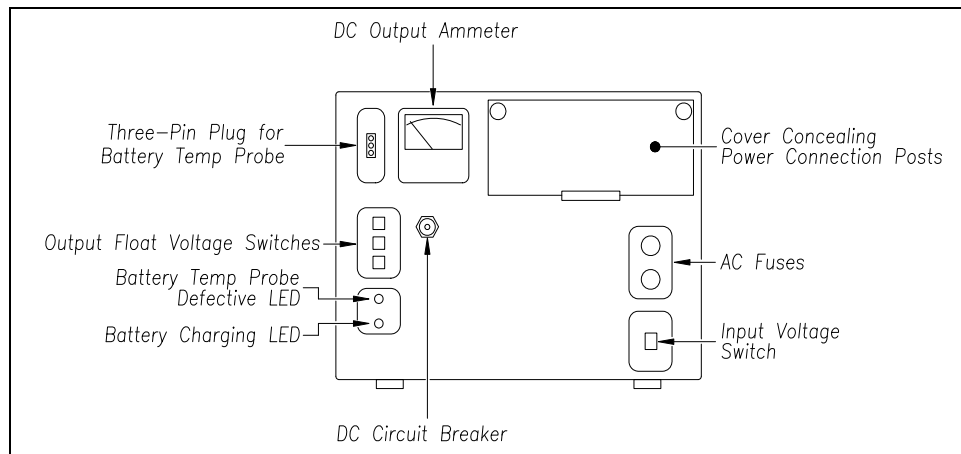 DC Output Ammeter
Three-Pin Plug for
Battery Temp Probe
Cover Concealing
Power Connection Posts
Output Float Voltage Switches
AC Fuses
Battery Temp Probe
Defective LED
Battery Charging LED
Input Voltage
Switch
DC Circuit Breaker